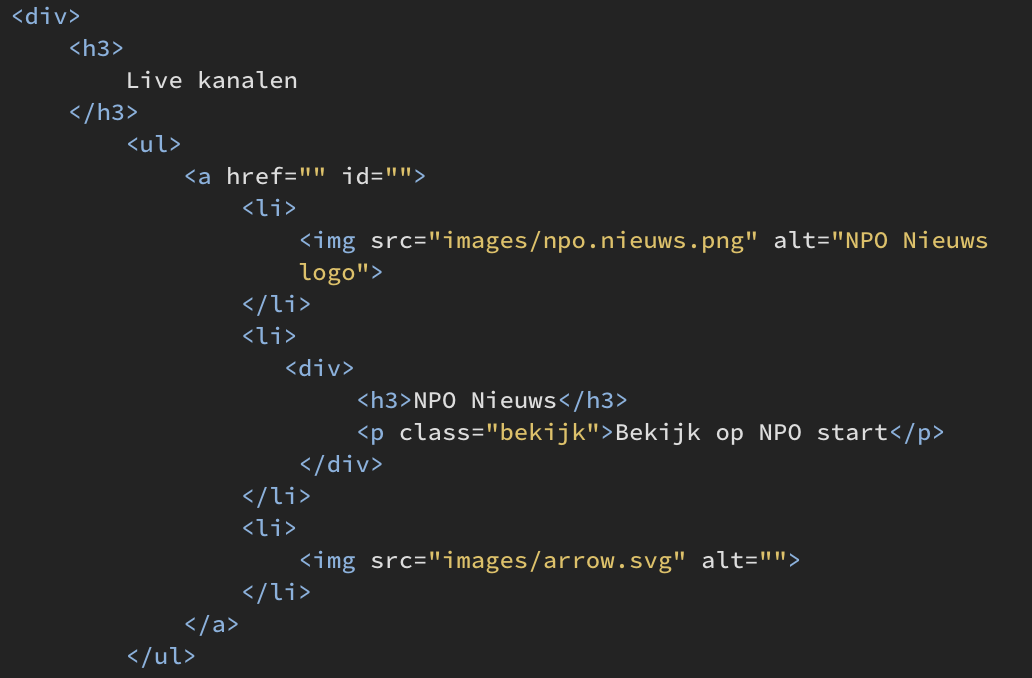 <div>
    <h3>
        Live kanalen
    </h3>
        <ul>
            <a href="" id="">
                <li>
                    <img src="images/npo.nieuws.png" alt="NPO Nieuws
                    logo">
                </li>
                <li>
                   <div>
                        <h3>NPO Nieuws</h3>
                        <p class="bekijk">Bekijk op NPO start</p>
                    </div>
                </li>
                <li>
                    <img src="images/arrow.svg" alt="">
                </li>
            </a>
        </ul>